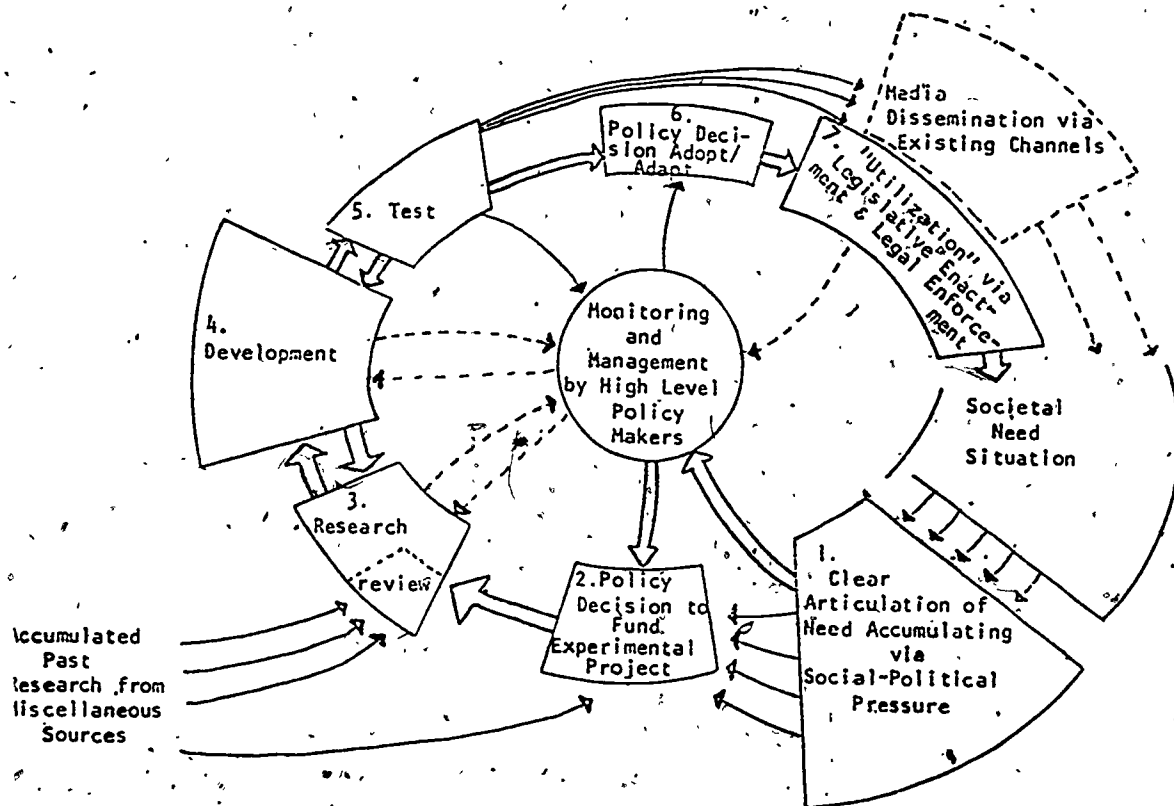 Media
Dissemination via
Existing Channels
6.
Policy Deci-
sion Adopt/
Adapt
7. "Utilization" via
Legislative Enact-
ment & Legal Enforce-
ment
5. Test
4.
Development
Monitoring
and
Management
by High Level
Policy
Makers
Societal
Need
Situation
3.
Research
review
2.Policy
Decision to
Fund
Experimental
Project
1.
Clear
Articulation of
Need Accumulating
via
Social-Political
Pressure
Accumulated
Past
Research from
Miscellaneous
Sources